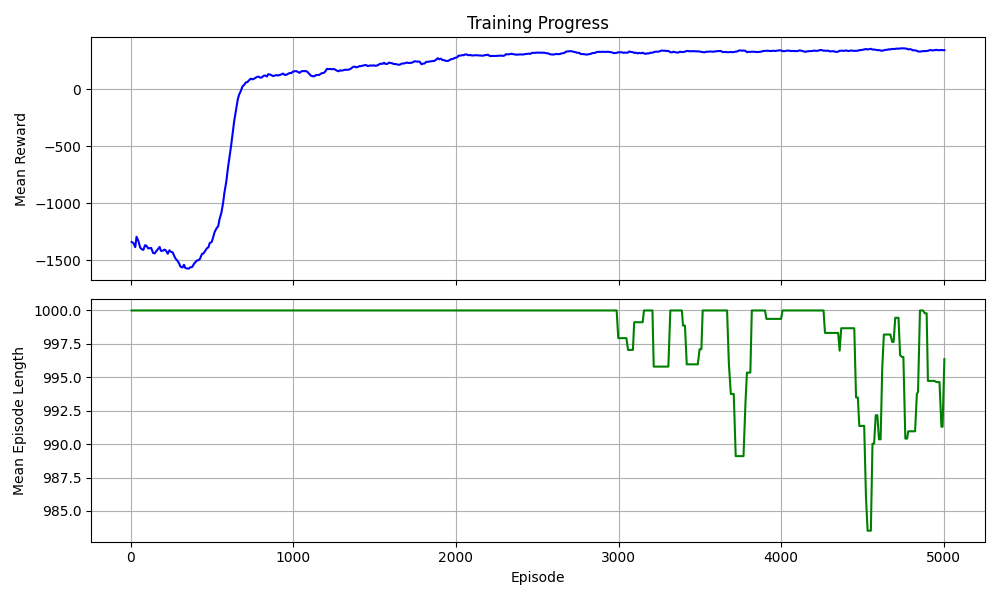 Training Progress
Mean Reward
0
−500
−1000
−1500
Mean Episode Length
1000.0
997.5
995.0
992.5
990.0
987.5
985.0
0 1000 2000 3000 4000 5000
Episode